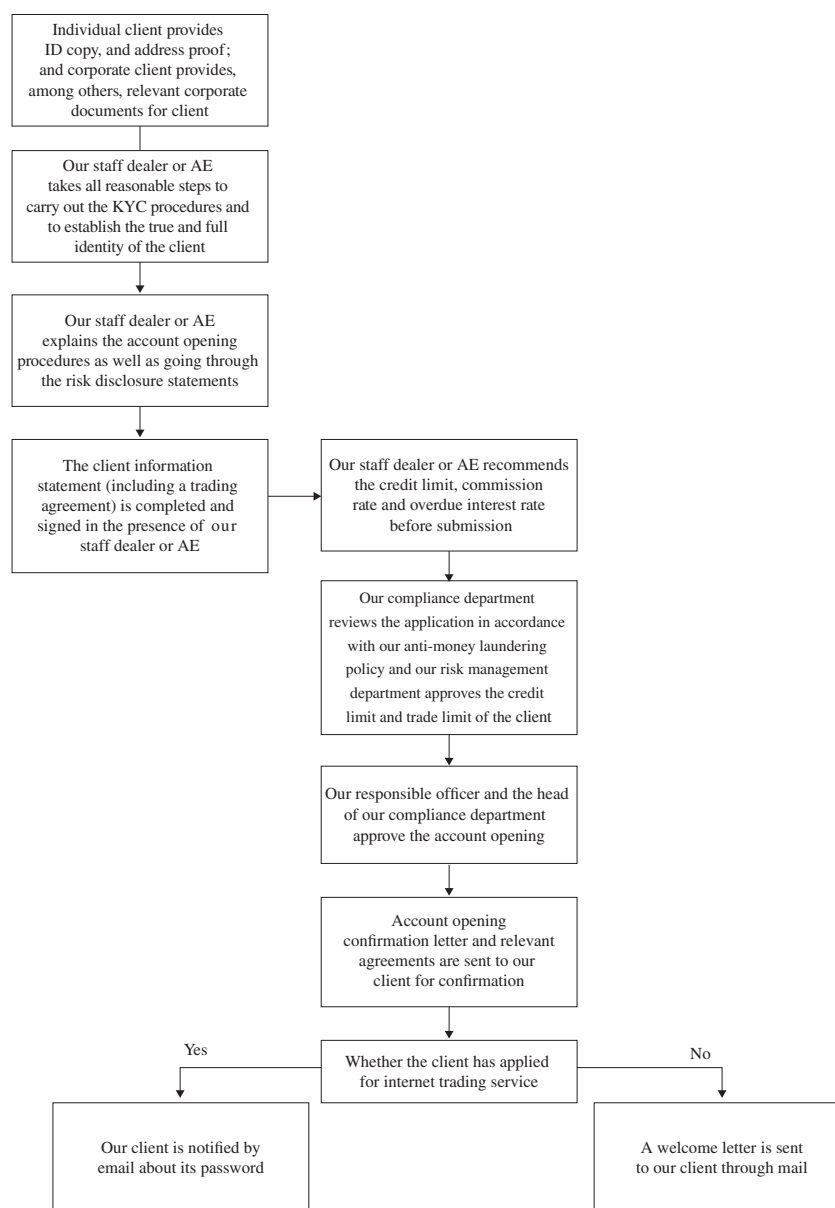 Individual client provides
ID copy, and address proof;
and corporate client provides,
among others, relevant corporate
documents for client
Our staff dealer or AE
takes all reasonable steps to
carry out the KYC procedures and
to establish the true and full
identity of the client
Our staff dealer or AE
explains the account opening
procedures as well as going through
the risk disclosure statements
The client information
statement (including a trading
agreement) is completed and
signed in the presence of our
staff dealer or AE
Our staff dealer or AE recommends
the credit limit, commission
rate and overdue interest rate
before submission
Our compliance department
reviews the application in accordance
with our anti-money laundering
policy and our risk management
department approves the credit
limit and trade limit of the client
Our responsible officer and the head
of our compliance department
approve the account opening
Account opening
confirmation letter and relevant
agreements are sent to our
client for confirmation
Whether the client has applied
for internet trading service
Yes
No
Our client is notified by
email about its password
A welcome letter is sent
to our client through mail